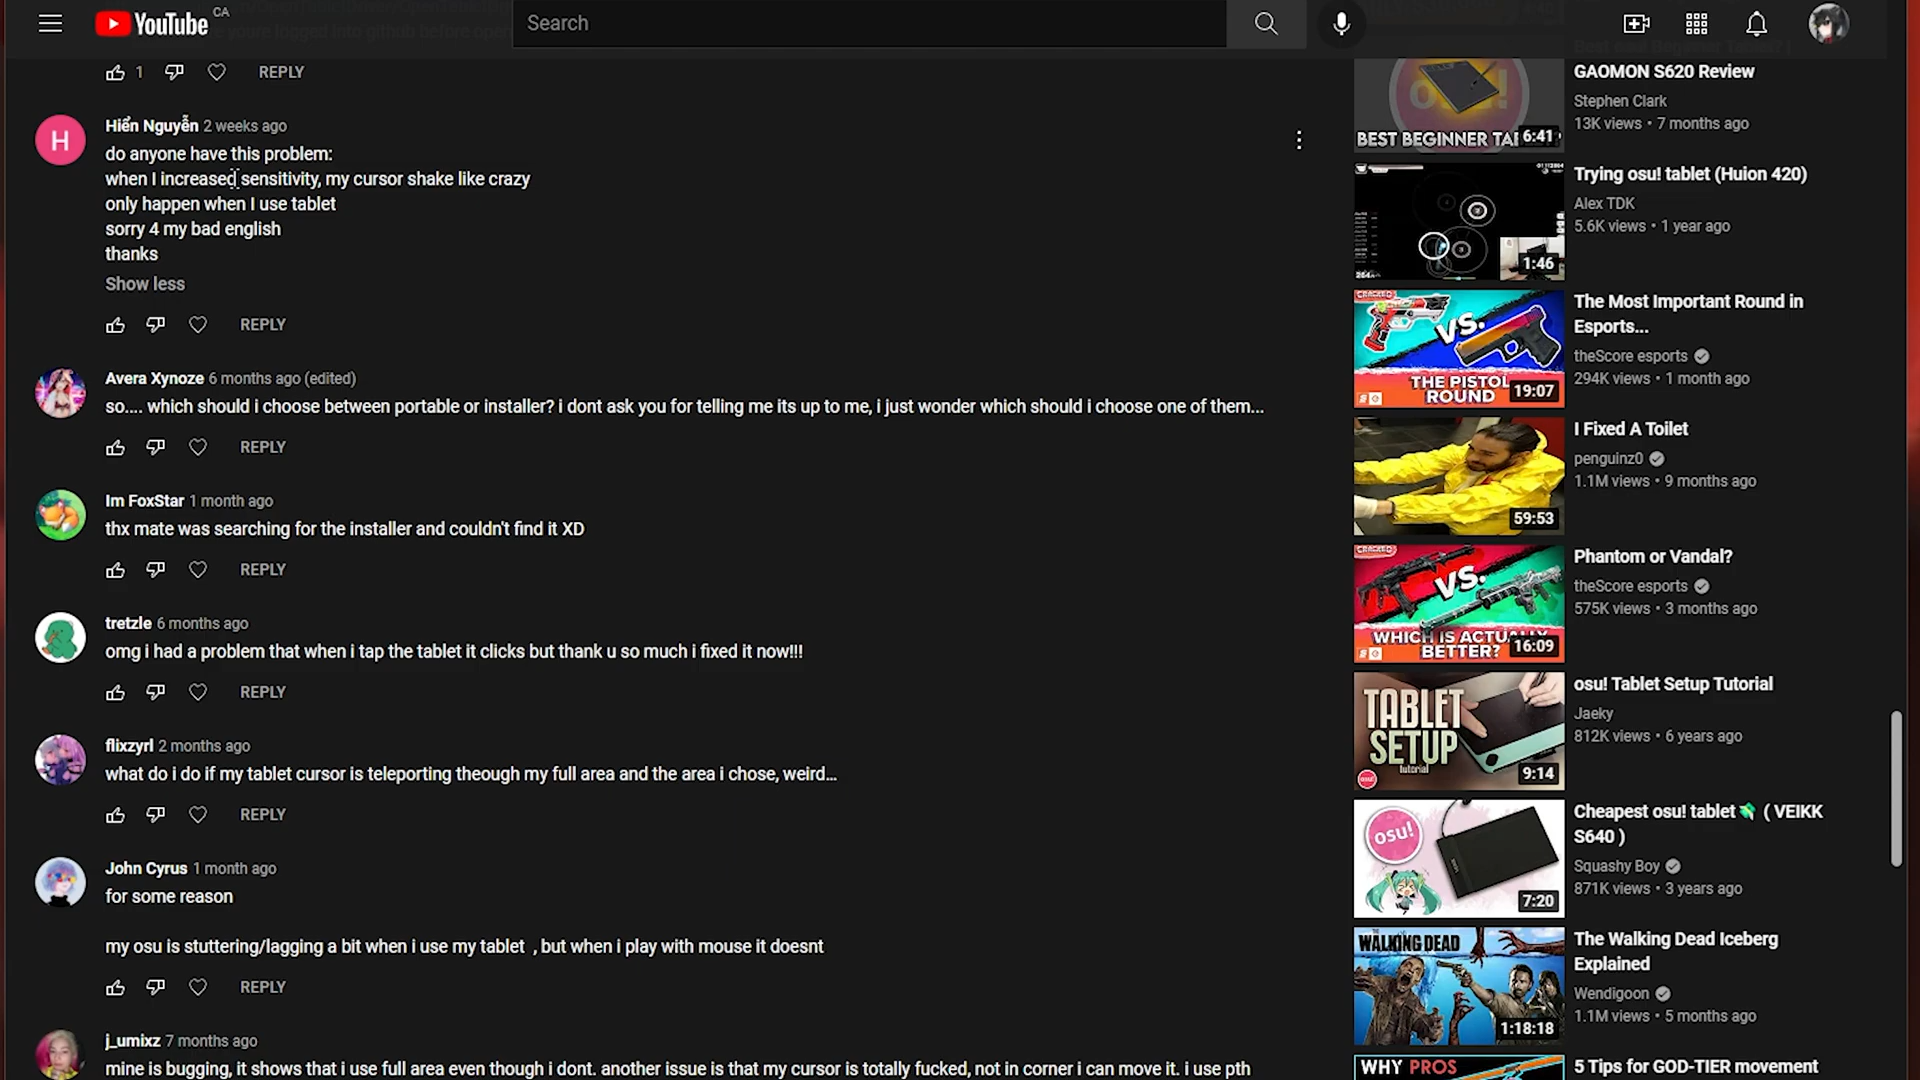 YouTube CA
Search
1 REPLY
Hiển Nguyễn 2 weeks ago
do anyone have this problem:
when I increased sensitivity, my cursor shake like crazy
only happen when I use tablet
sorry 4 my bad english
thanks
Show less
REPLY
Avera Xynoze 6 months ago (edited)
so.... which should i choose between portable or installer? i dont ask you for telling me its up to me, i just wonder which should i choose one of them...
REPLY
Im FoxStar 1 month ago
thx mate was searching for the installer and couldn't find it XD
REPLY
tretzle 6 months ago
omg i had a problem that when i tap the tablet it clicks but thank u so much i fixed it now!!!
REPLY
flixzyrl 2 months ago
what do i do if my tablet cursor is teleporting theough my full area and the area i chose, weird...
REPLY
John Cyrus 1 month ago
for some reason
my osu is stuttering/lagging a bit when i use my tablet , but when i play with mouse it doesnt
REPLY
j_umixz 7 months ago
mine is bugging, it shows that i use full area even though i dont. another issue is that my cursor is totally fucked, not in corner i can move it. i use pth
BEST BEGINNER
6:41
GAOMON S620 Review
Stephen Clark
13K views • 7 months ago
1:46
Trying osu! tablet (Huion 420)
Alex TDK
5.6K views • 1 year ago
CRACKED
VS.
THE PISTOL
ROUND
19:07
The Most Important Round in
Esports...
theScore esports
294K views • 1 month ago
59:53
I Fixed A Toilet
penguinz0
1.1M views • 9 months ago
CRACKED
VS.
WHICH IS ACTUALLY
BETTER?
16:09
Phantom or Vandal?
theScore esports
575K views • 3 months ago
TABLET
SETUP
tutorial
osu!
9:14
osu! Tablet Setup Tutorial
Jaeky
812K views • 6 years ago
osu!
7:20
Cheapest osu! tablet💸 ( VEIKK
S640 )
Squashy Boy
871K views • 3 years ago
WALKING DEAD
1:18:18
The Walking Dead Iceberg
Explained
Wendigoon
1.1M views • 5 months ago
WHY PROS
5 Tips for GOD-TIER movement